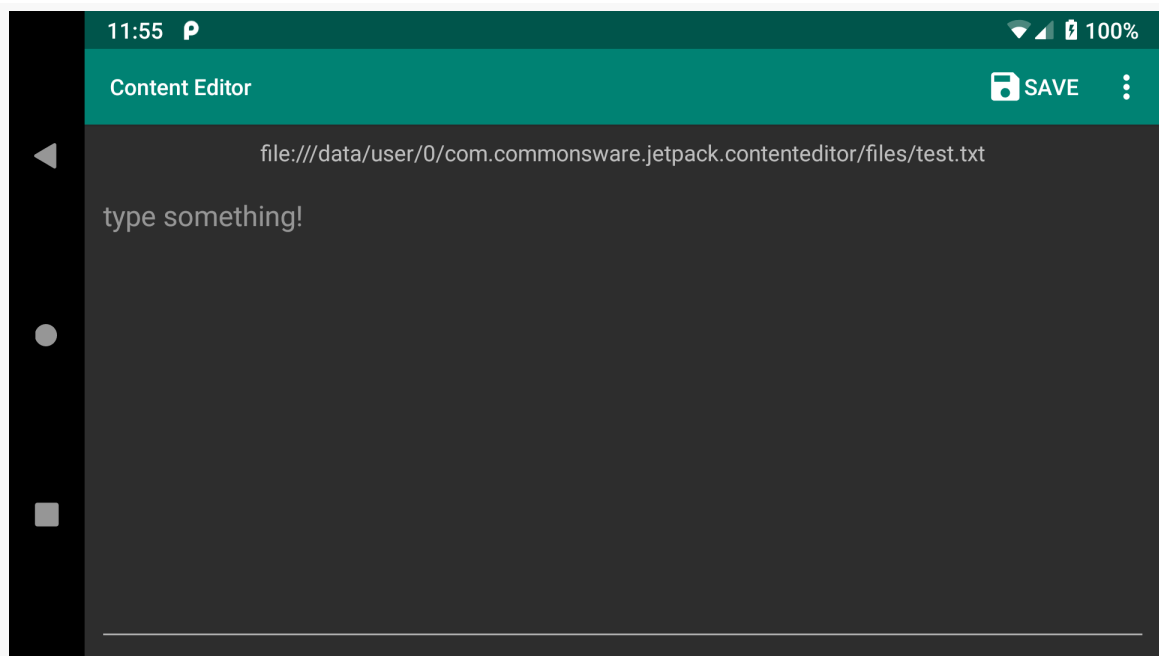 11:55 100%
Content Editor SAVE
file:///data/user/0/com.commonsware.jetpack.contenteditor/files/test.txt
type something!